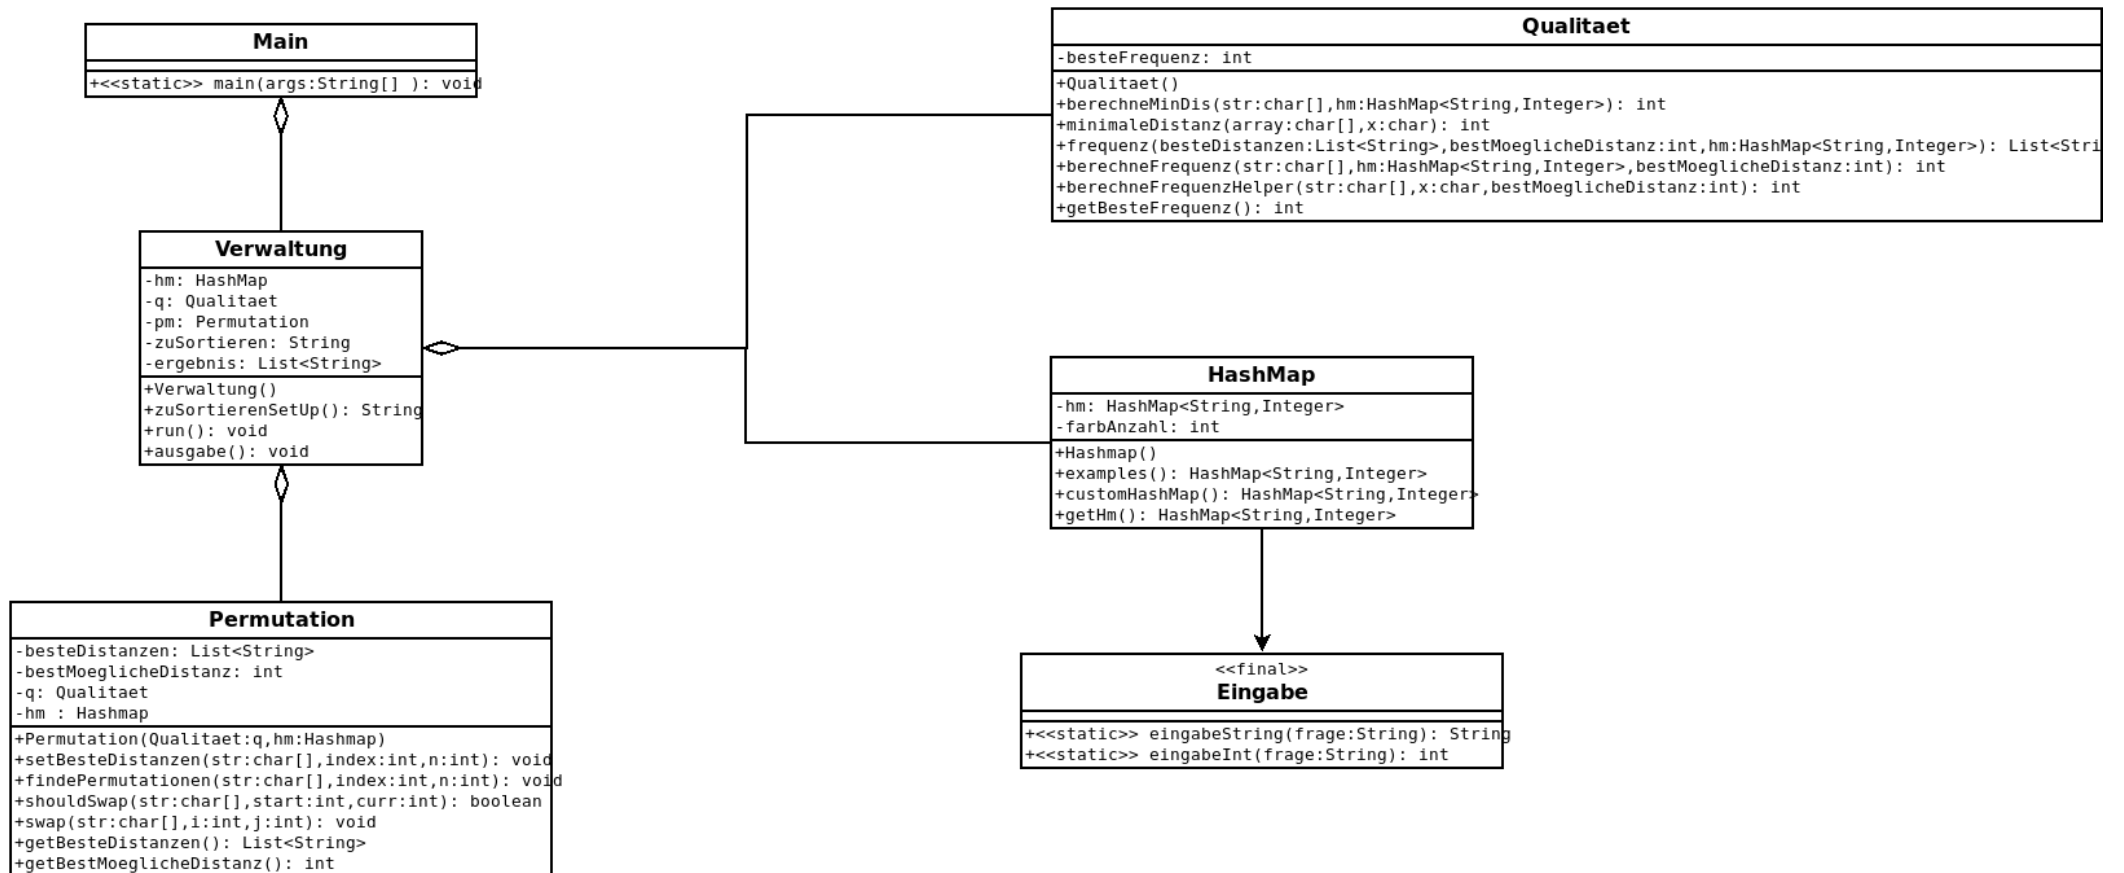 Main
+<<static>> main(args:String[] ): void
Qualitaet
-besteFrequenz: int
+Qualitaet()
+berechneMinDis(str:char[],hm:HashMap<String,Integer>): int
+minimaleDistanz(array:char[],x:char): int
+frequenz(besteDistanzen:List<String>,bestMoeglicheDistanz:int,hm:HashMap<String,Integer>): List<Stri
+berechneFrequenz(str:char[],hm:HashMap<String,Integer>,bestMoeglicheDistanz:int): int
+berechneFrequenzHelper(str:char[],x:char,bestMoeglicheDistanz:int): int
+getBesteFrequenz(): int
Verwaltung
-hm: HashMap
-q: Qualitaet
-pm: Permutation
-zuSortieren: String
-ergebnis: List<String>
+Verwaltung()
+zuSortierenSetUp(): String
+run(): void
+ausgabe(): void
HashMap
-hm: HashMap<String,Integer>
-farbAnzahl: int
+Hashmap()
+examples(): HashMap<String,Integer>
+customHashMap(): HashMap<String,Integer>
+getHm(): HashMap<String,Integer>
Permutation
-besteDistanzen: List<String>
-bestMoeglicheDistanz: int
-q: Qualitaet
-hm : Hashmap
+Permutation(Qualitaet:q,hm:Hashmap)
+setBesteDistanzen(str:char[],index:int,n:int): void
+findePermutationen(str:char[],index:int,n:int): void
+shouldSwap(str:char[],start:int,curr:int): boolean
+swap(str:char[],i:int,j:int): void
+getBesteDistanzen(): List<String>
+getBestMoeglicheDistanz(): int
<<final>>
Eingabe
+<<static>> eingabeString(frage:String): String
+<<static>> eingabeInt(frage:String): int